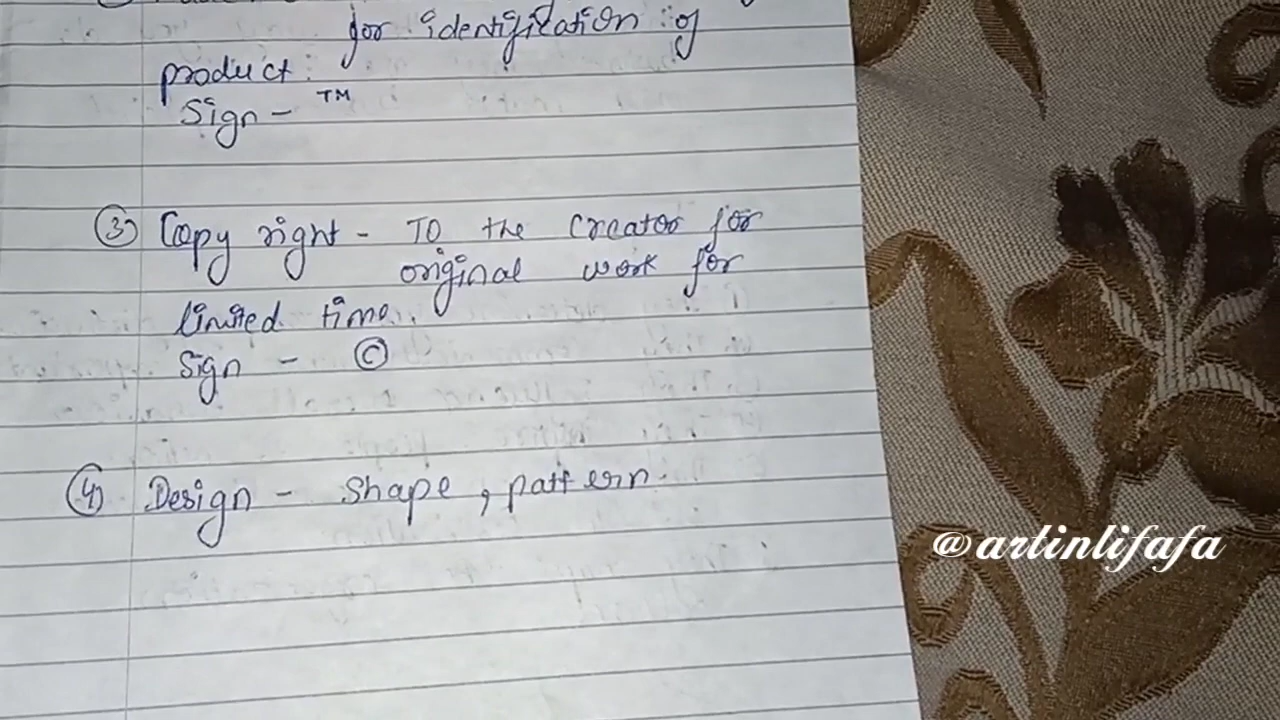 for identification of
product.
Sign - TM
③ Copy right - To the creator for
original work for
limited time.
Sign - ©
④ Design - Shape, pattern.
@artinlifafa